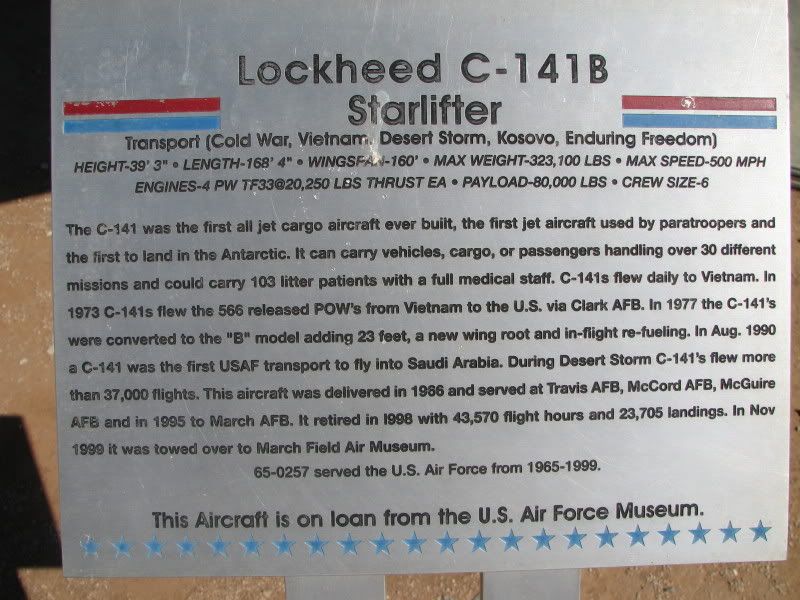 Lockheed C-141B
Starlifter
Transport (Cold War, Vietnam, Desert Storm, Kosovo, Enduring Freedom)
HEIGHT-39' 3" • LENGTH-168' 4" • WINGSPAN-160' • MAX WEIGHT-323,100 LBS • MAX SPEED-500 MPH
ENGINES-4 PW TF33@20,250 LBS THRUST EA • PAYLOAD-80,000 LBS • CREW SIZE-6
The C-141 was the first all jet cargo aircraft ever built, the first jet aircraft used by paratroopers and
the first to land in the Antarctic. It can carry vehicles, cargo, or passengers handling over 30 different
missions and could carry 103 litter patients with a full medical staff. C-141s flew daily to Vietnam. In
1973 C-141s flew the 566 released POW's from Vietnam to the U.S. via Clark AFB. In 1977 the C-141's
were converted to the "B" model adding 23 feet, a new wing root and in-flight re-fueling. In Aug. 1990
a C-141 was the first USAF transport to fly into Saudi Arabia. During Desert Storm C-141's flew more
than 37,000 flights. This aircraft was delivered in 1966 and served at Travis AFB, McCord AFB, McGuire
AFB and in 1995 to March AFB. It retired in I998 with 43,570 flight hours and 23,705 landings. In Nov
1999 it was towed over to March Field Air Museum.
65-0257 served the U.S. Air Force from 1965-1999.
This Aircraft is on loan from the U.S. Air Force Museum.